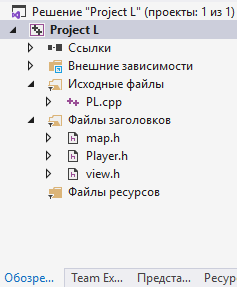 Решение "Project L" (проекты: 1 из 1)
Project L
Ссылки
Внешние зависимости
Исходные файлы
PL.cpp
Файлы заголовков
map.h
Player.h
view.h
Файлы ресурсов
Обозре... Team Ex... Предста... Ресур